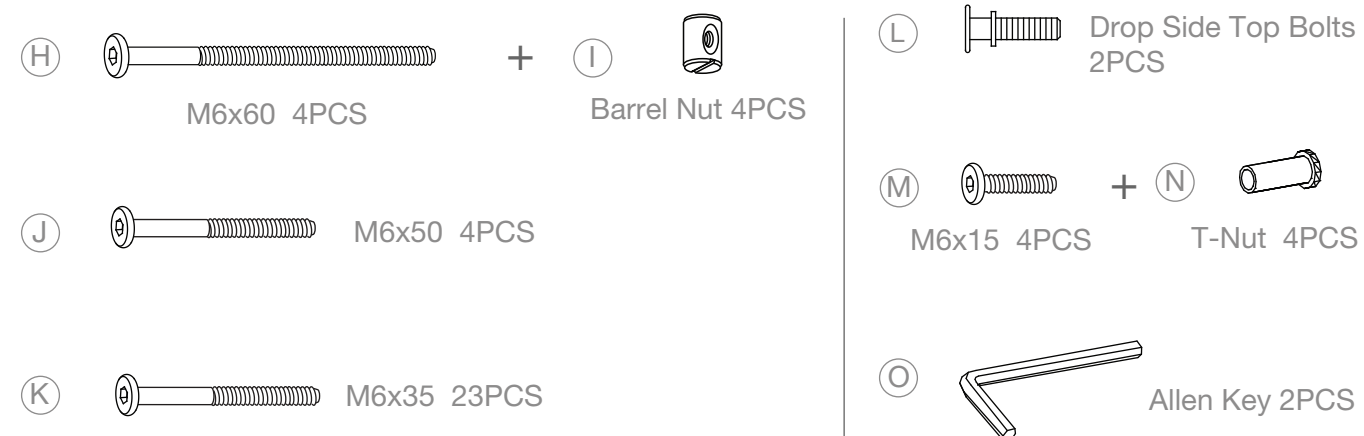 H
+
I
M6x60 4PCS
Barrel Nut 4PCS
J
M6x50 4PCS
K
M6x35 23PCS
L
Drop Side Top Bolts
2PCS
M
+
N
M6x15 4PCS
T-Nut 4PCS
O
Allen Key 2PCS